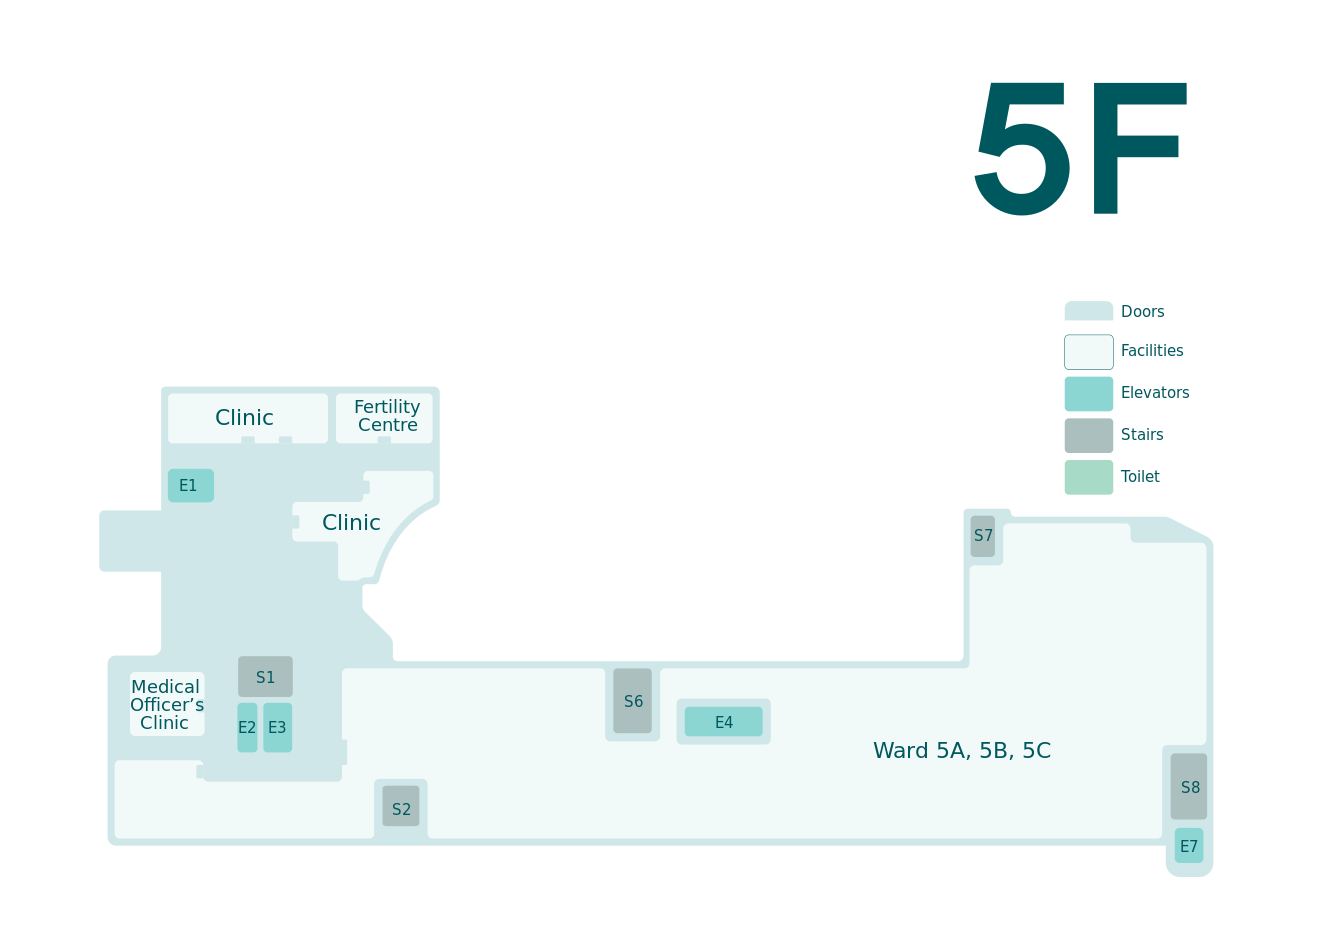 5F
Doors
Facilities
Elevators
Stairs
Toilet
Clinic
Fertility
Centre
E1
Clinic
S7
S1
Medical
Officer’s
Clinic
E2
E3
S6
E4
Ward 5A, 5B, 5C
S2
S8
E7